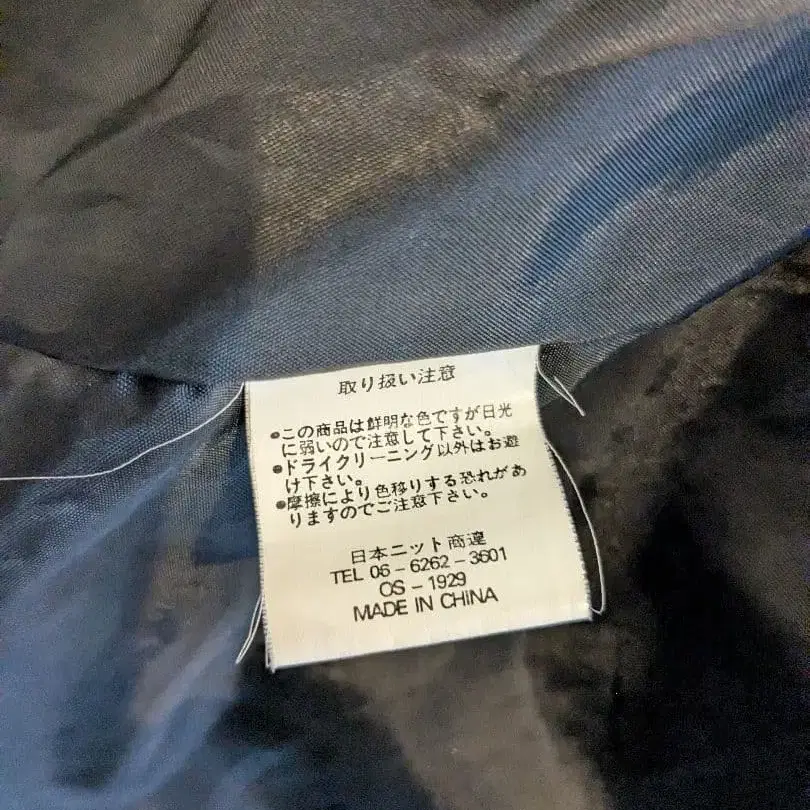 取り扱い注意
●この商品は鮮明な色ですが日光
に弱いので注意して下さい。
●ドライクリーニング以外はお避
け下さい。
●摩擦により色移りする恐れがあ
りますのでご注意下さい。
日本ニット商連
TEL 06-6262-3601
OS-1929
MADE IN CHINA